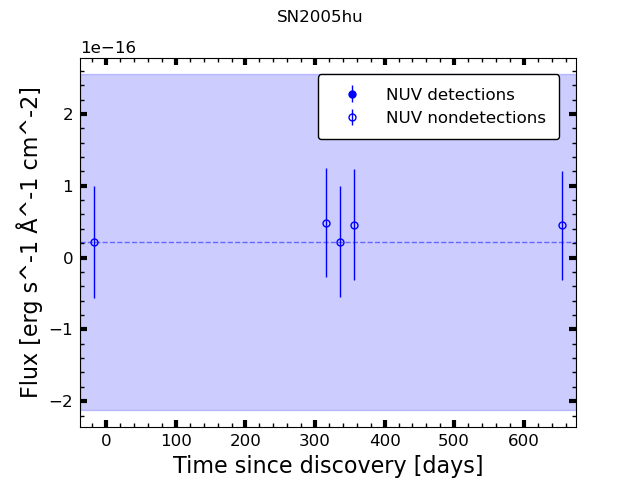 SN2005hu
1e−16
NUV detections
NUV nondetections
2
1
0
−1
−2
Flux [erg s^-1 Å^-1 cm^-2]
0 100 200 300 400 500 600
Time since discovery [days]